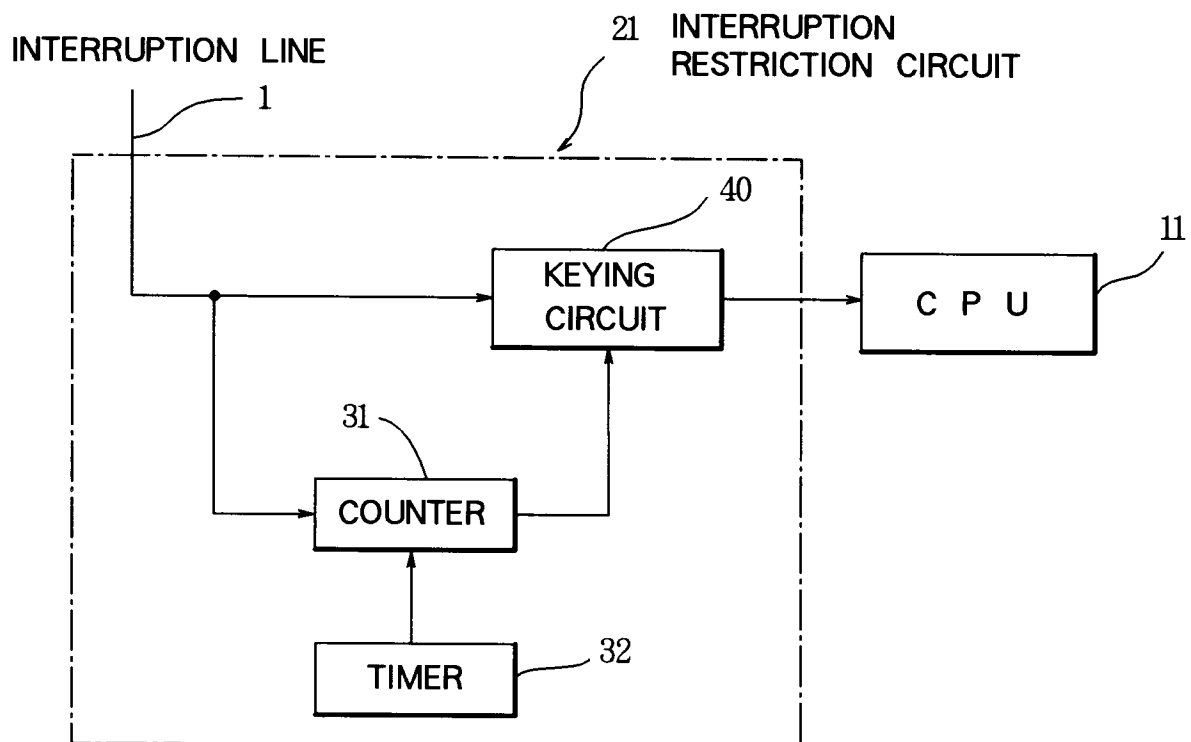 INTERRUPTION LINE
1
21 INTERRUPTION
RESTRICTION CIRCUIT
40
KEYING
CIRCUIT
11
C P U
31
COUNTER
TIMER
32